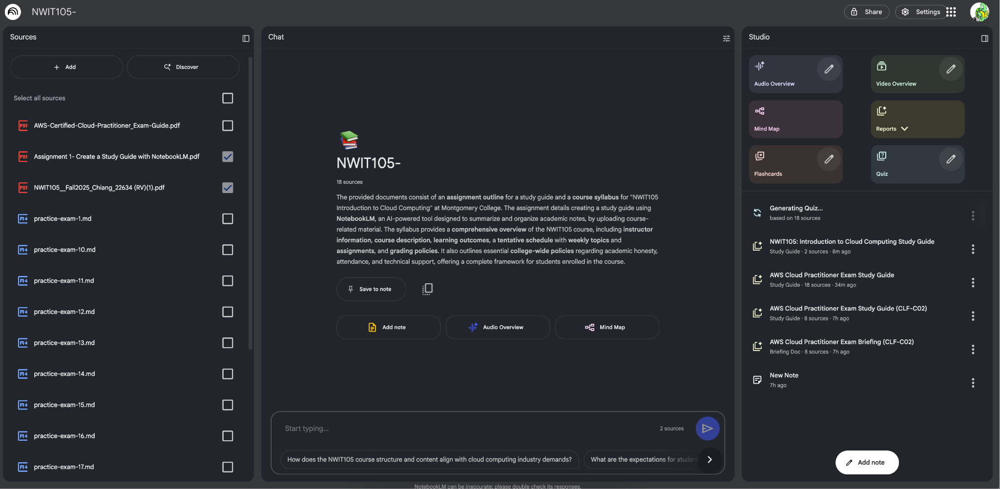 NWIT105-
Share
Settings
Sources
Add
Discover
Select all sources
AWS-Certified-Cloud-Practitioner_Exam-Guide.pdf
Assignment 1- Create a Study Guide with NotebookLM.pdf
NWIT105__Fall2025_Chiang_22634 (RV)(1).pdf
practice-exam-1.md
practice-exam-10.md
practice-exam-11.md
practice-exam-12.md
practice-exam-13.md
practice-exam-14.md
practice-exam-15.md
practice-exam-16.md
practice-exam-17.md
Chat
NWIT105-
18 sources
The provided documents consist of an assignment outline for a study guide and a course syllabus for "NWIT105
Introduction to Cloud Computing" at Montgomery College. The assignment details creating a study guide using
NotebookLM, an AI-powered tool designed to summarize and organize academic notes, by uploading course-
related material. The syllabus provides a comprehensive overview of the NWIT105 course, including instructor
information, course description, learning outcomes, a tentative schedule with weekly topics and
assignments, and grading policies. It also outlines essential college-wide policies regarding academic honesty,
attendance, and technical support, offering a complete framework for students enrolled in the course.
Save to note
Add note
Audio Overview
Mind Map
Start typing...
2 sources
How does the NWIT105 course structure and content align with cloud computing industry demands?
What are the expectations for student
NotebookLM can be inaccurate; please double check its responses.
Studio
Audio Overview
Video Overview
Mind Map
Reports
Flashcards
Quiz
Generating Quiz...
based on 18 sources
NWIT105: Introduction to Cloud Computing Study Guide
Study Guide · 2 sources · 8m ago
AWS Cloud Practitioner Exam Study Guide
Study Guide · 18 sources · 34m ago
AWS Cloud Practitioner Exam Study Guide (CLF-C02)
Study Guide · 8 sources · 7h ago
AWS Cloud Practitioner Exam Briefing (CLF-C02)
Briefing Doc · 8 sources · 7h ago
New Note
7h ago
Add note